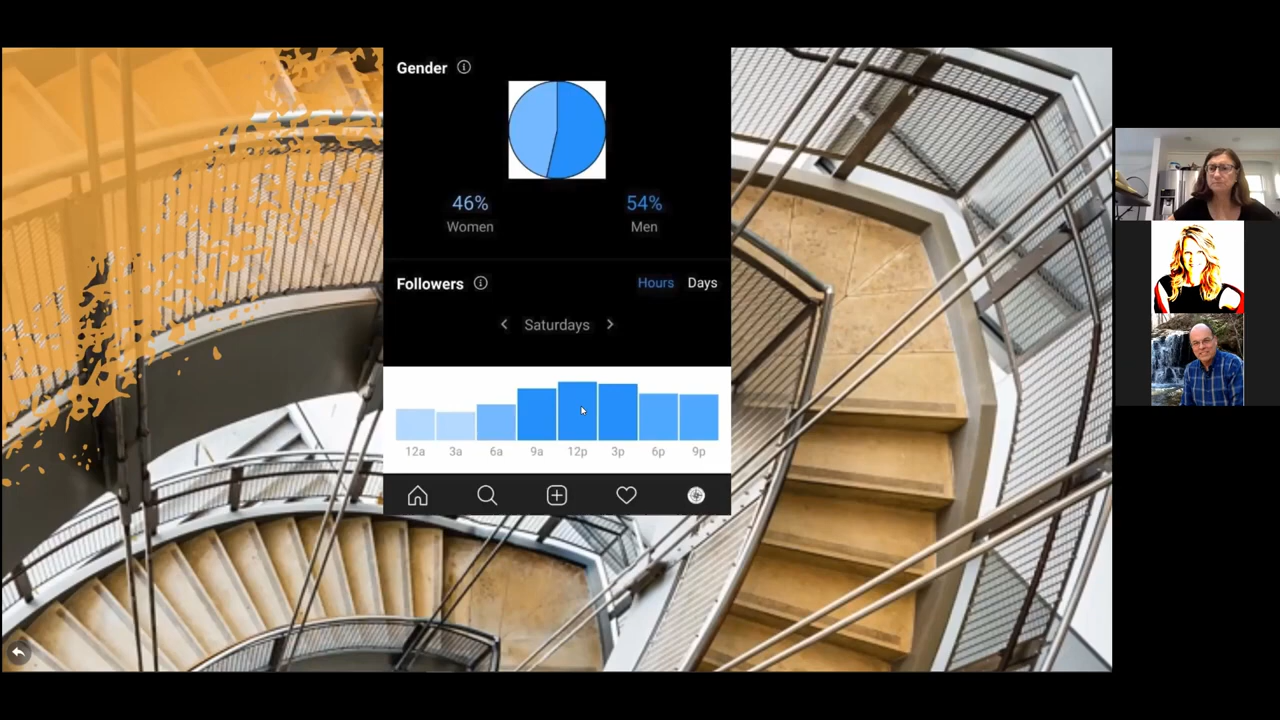 Gender
46% 54%
Women Men
Followers Hours Days
Saturdays
12a 3a 6a 9a 12p 3p 6p 9p